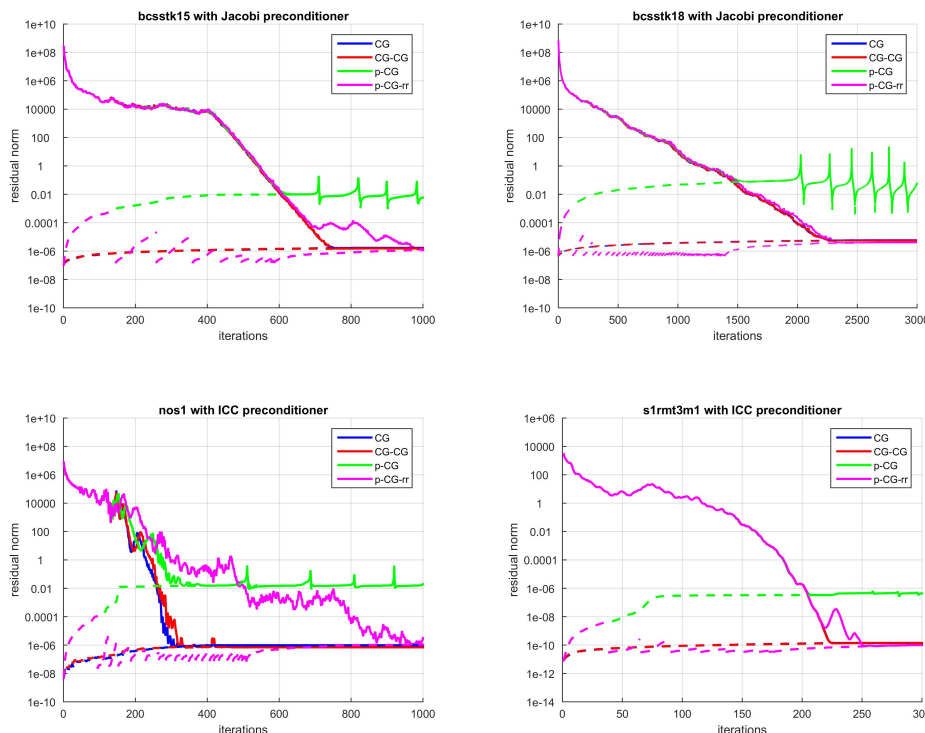 bcsstk15 with Jacobi preconditioner
1e+10
1e+08
1e+06
10000
100
1
0.01
0.0001
1e-06
1e-08
1e-10
residual norm
0
200
400
600
800
1000
iterations
CG
CG-CG
p-CG
p-CG-rr
bcsstk18 with Jacobi preconditioner
1e+10
1e+08
1e+06
10000
100
1
0.01
0.0001
1e-06
1e-08
1e-10
residual norm
0
500
1000
1500
2000
2500
3000
iterations
CG
CG-CG
p-CG
p-CG-rr
nos1 with ICC preconditioner
1e+10
1e+08
1e+06
10000
100
1
0.01
0.0001
1e-06
1e-08
1e-10
residual norm
0
200
400
600
800
1000
iterations
CG
CG-CG
p-CG
p-CG-rr
s1rmt3m1 with ICC preconditioner
1e+06
10000
100
1
0.01
0.0001
1e-06
1e-08
1e-10
1e-12
1e-14
residual norm
0
50
100
150
200
250
300
iterations
CG
CG-CG
p-CG
p-CG-rr